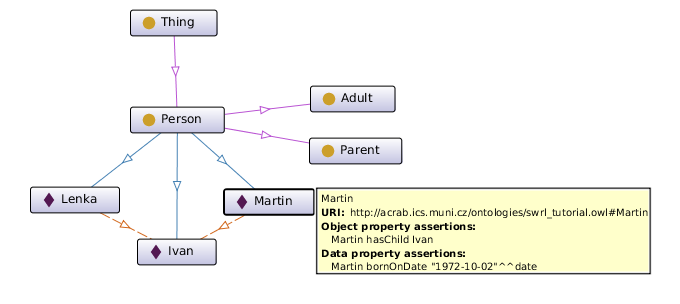 Thing
Adult
Person
Parent
Lenka
Martin
Ivan
Martin
URI: http://acrab.ics.muni.cz/ontologies/swrl_tutorial.owl#Martin
Object property assertions:
Martin hasChild Ivan
Data property assertions:
Martin bornOnDate "1972-10-02"^^date